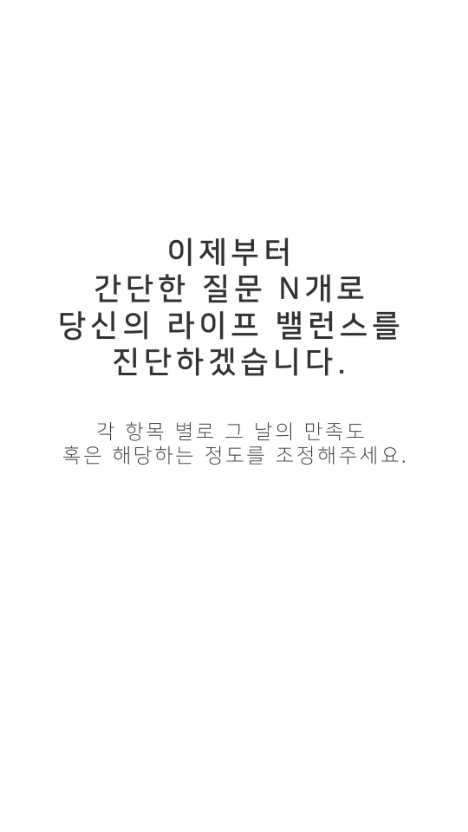 이제부터
간단한 질문 N개로
당신의 라이프 밸런스를
진단하겠습니다.
각 항목 별로 그 날의 만족도
혹은 해당하는 정도를 조정해주세요.